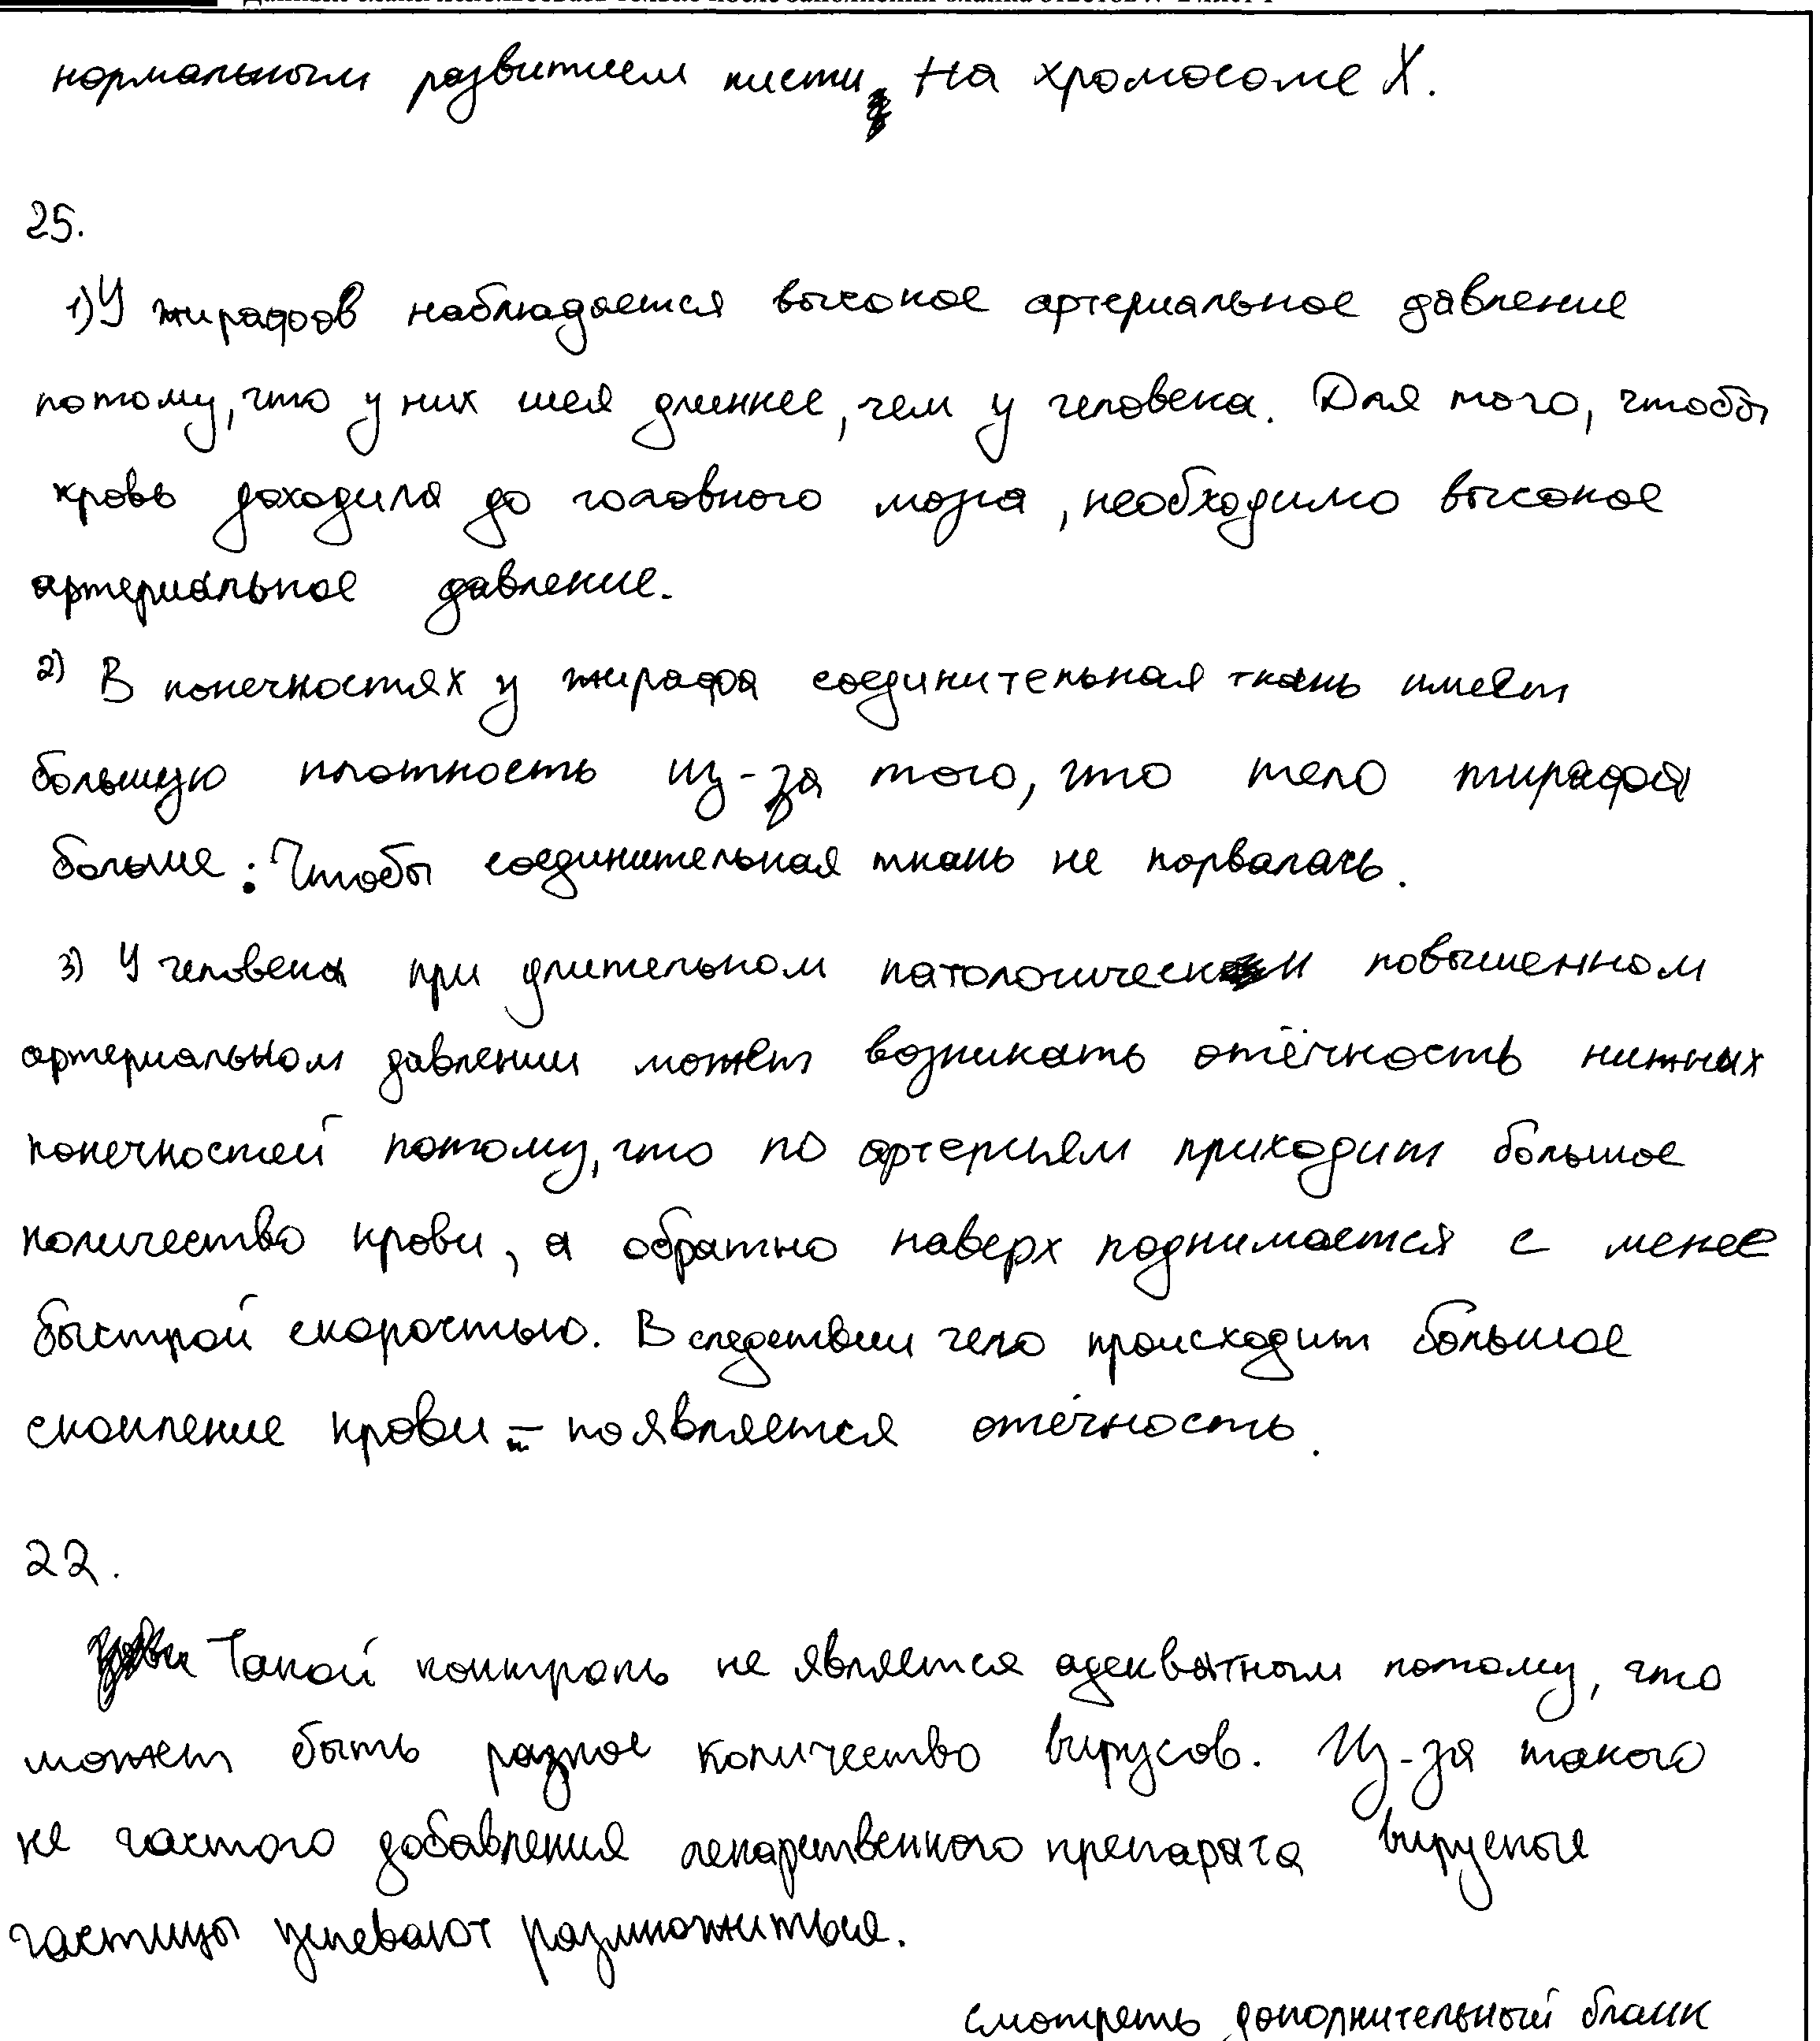 нормальным развитием кисти, на хромосоме X.
25.
1) У жирафов наблюдается высокое артериальное давление
потому, что у них шея длиннее, чем у человека. Для того, чтобы
кровь доходила до головного мозга, необходимо высокое
артериальное давление.
2) В конечностях у жирафа соединительная ткань имеет
большую плотность из-за того, что тело жирафа
больше: Чтобы соединительная ткань не порвалась.
3) У человека при длительном патологически повышенном
артериальном давлении может возникать отёчность нижних
конечностей потому, что по артериям приходит большое
количество крови, а обратно наверх поднимается с менее
быстрой скоростью. В следствии чего происходит большое
скопление крови - появляется отёчность.
22.
Такой контроль не является адекватным потому, что
может быть разное количество вирусов. Из-за такого
не частого добавления лекарственного препарата вирусные
частицы успевают размножиться.
смотреть дополнительный бланк